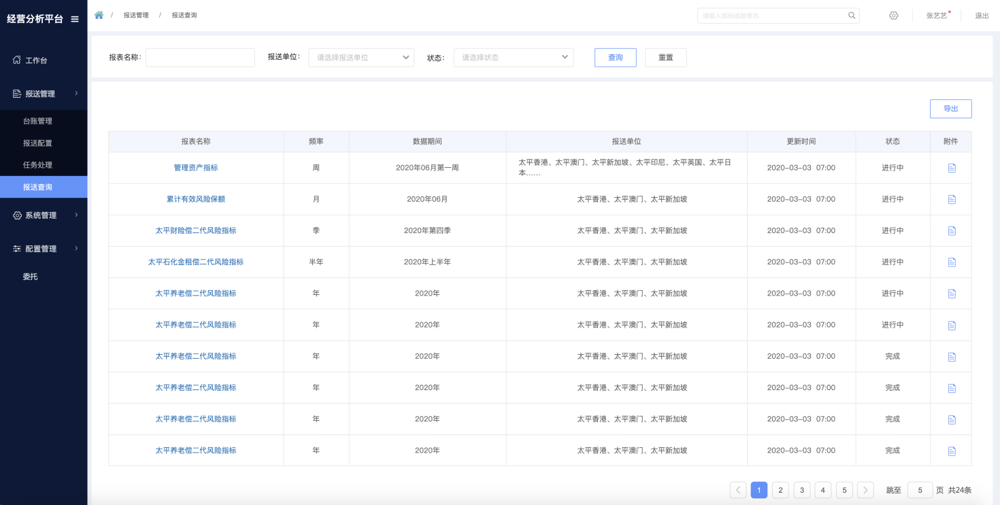 经营分析平台
/ 报送管理 / 报送查询
请输入指标或报表名
张艺艺
退出
工作台
报送管理
台账管理
报送配置
任务处理
报送查询
系统管理
配置管理
委托
报表名称:
报送单位: 请选择报送单位
状态: 请选择状态
查询
重置
导出
报表名称 频率 数据期间 报送单位 更新时间 状态 附件
管理资产指标 周 2020年06月第一周 太平香港、太平澳门、太平新加坡、太平印尼、太平英国、太平日
本…… 2020-03-03 07:00 进行中
累计有效风险保额 月 2020年06月 太平香港、太平澳门、太平新加坡 2020-03-03 07:00 进行中
太平财险偿二代风险指标 季 2020年第四季 太平香港、太平澳门、太平新加坡 2020-03-03 07:00 进行中
太平石化金租偿二代风险指标 半年 2020年上半年 太平香港、太平澳门、太平新加坡 2020-03-03 07:00 进行中
太平养老偿二代风险指标 年 2020年 太平香港、太平澳门、太平新加坡 2020-03-03 07:00 进行中
太平养老偿二代风险指标 年 2020年 太平香港、太平澳门、太平新加坡 2020-03-03 07:00 进行中
太平养老偿二代风险指标 年 2020年 太平香港、太平澳门、太平新加坡 2020-03-03 07:00 完成
太平养老偿二代风险指标 年 2020年 太平香港、太平澳门、太平新加坡 2020-03-03 07:00 完成
太平养老偿二代风险指标 年 2020年 太平香港、太平澳门、太平新加坡 2020-03-03 07:00 完成
太平养老偿二代风险指标 年 2020年 太平香港、太平澳门、太平新加坡 2020-03-03 07:00 完成
1 2 3 4 5 跳至 5 页 共24条